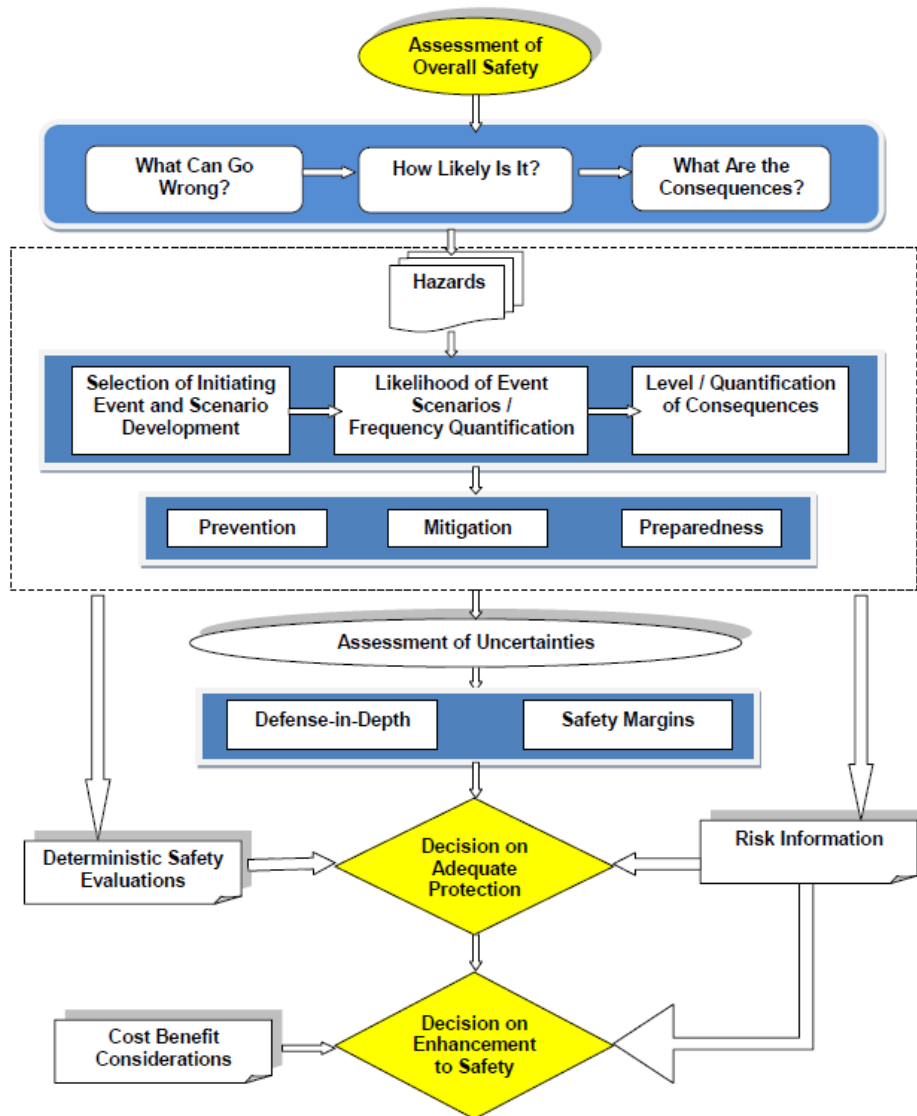 Assessment of
Overall Safety
What Can Go
Wrong?
How Likely Is It?
What Are the
Consequences?
Hazards
Selection of Initiating
Event and Scenario
Development
Likelihood of Event
Scenarios /
Frequency Quantification
Level / Quantification
of Consequences
Prevention
Mitigation
Preparedness
Assessment of Uncertainties
Defense-in-Depth
Safety Margins
Deterministic Safety
Evaluations
Decision on
Adequate
Protection
Risk Information
Cost Benefit
Considerations
Decision on
Enhancement
to Safety